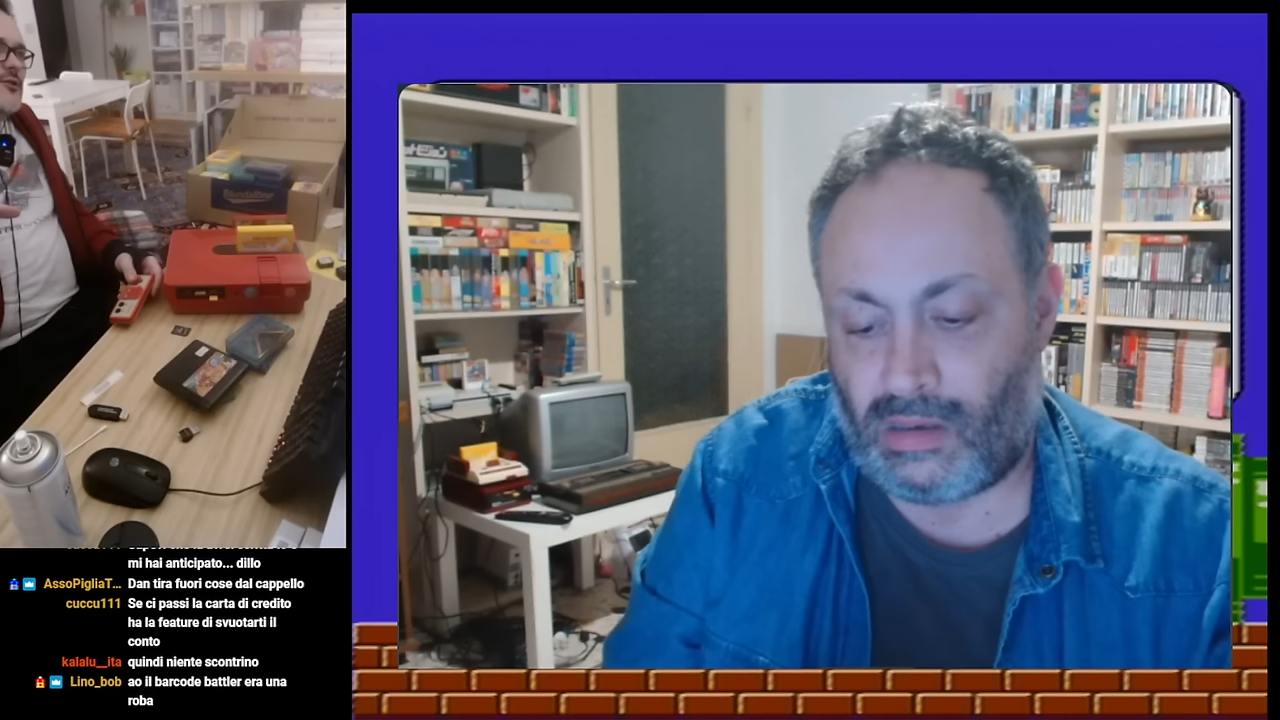 mi hai anticipato... dillo
AssoPigliaT... Dan tira fuori cose dal cappello
cuccu111 Se ci passi la carta di credito
ha la feature di svuotarti il
conto
kalalu__ita quindi niente scontrino
Lino_bob ao il barcode battler era una
roba